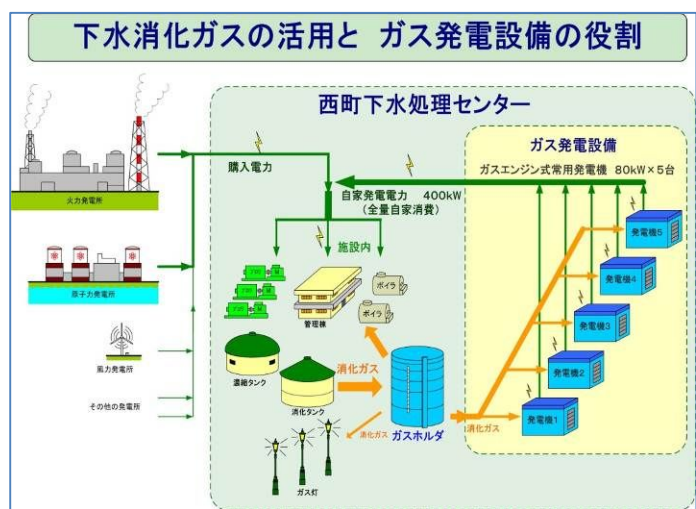 下水消化ガスの活用と ガス発電設備の役割
西町下水処理センター
ガス発電設備
ガスエンジン式常用発電機 80kW×5台
購入電力
自家発電電力 400kW
(全量自家消費)
火力発電所
施設内
発電機5
発電機4
発電機3
発電機2
発電機1
原子力発電所
ボイラ
ボイラ
管理棟
風力発電所
濃縮タンク
消化タンク
消化ガス
ガスホルダ
消化ガス
消化ガス
その他の発電所
ガス灯